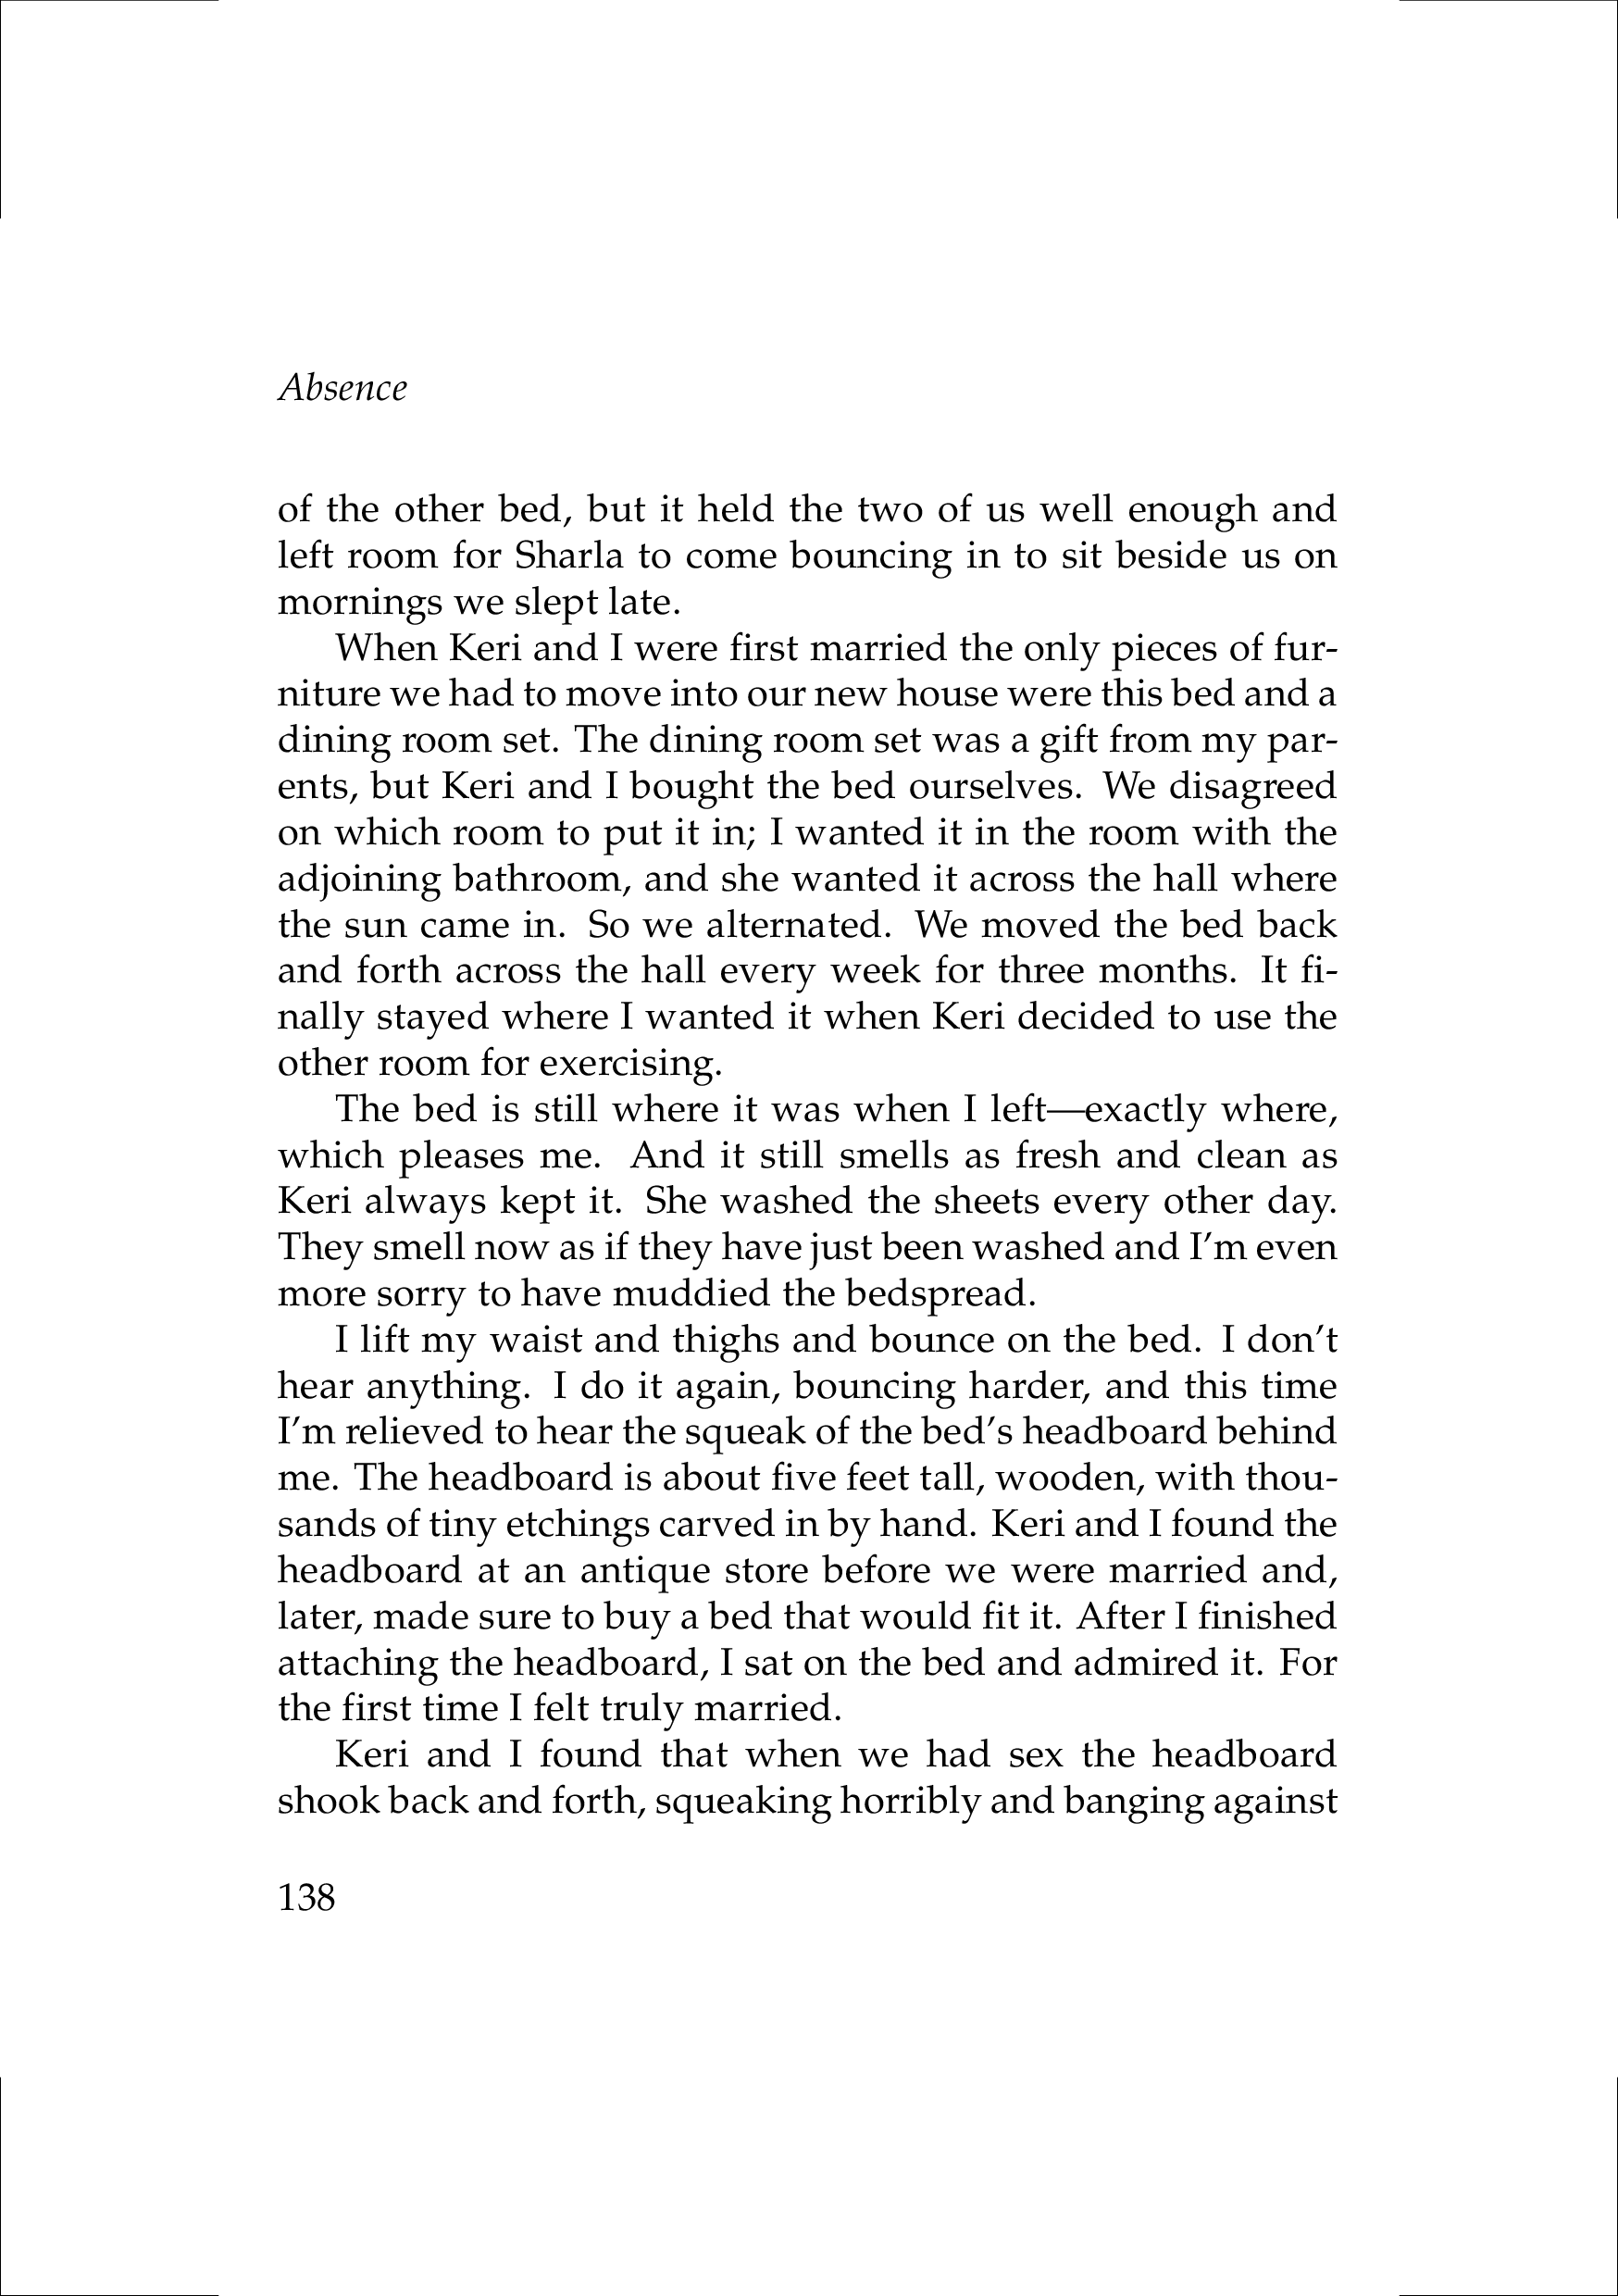 Absence
of the other bed, but it held the two of us well enough and
left room for Sharla to come bouncing in to sit beside us on
mornings we slept late.
When Keri and I were first married the only pieces of fur-
niture we had to move into our new house were this bed and a
dining room set. The dining room set was a gift from my par-
ents, but Keri and I bought the bed ourselves. We disagreed
on which room to put it in; I wanted it in the room with the
adjoining bathroom, and she wanted it across the hall where
the sun came in. So we alternated. We moved the bed back
and forth across the hall every week for three months. It fi-
nally stayed where I wanted it when Keri decided to use the
other room for exercising.
The bed is still where it was when I left—exactly where,
which pleases me. And it still smells as fresh and clean as
Keri always kept it. She washed the sheets every other day.
They smell now as if they have just been washed and I’m even
more sorry to have muddied the bedspread.
I lift my waist and thighs and bounce on the bed. I don’t
hear anything. I do it again, bouncing harder, and this time
I’m relieved to hear the squeak of the bed’s headboard behind
me. The headboard is about five feet tall, wooden, with thou-
sands of tiny etchings carved in by hand. Keri and I found the
headboard at an antique store before we were married and,
later, made sure to buy a bed that would fit it. After I finished
attaching the headboard, I sat on the bed and admired it. For
the first time I felt truly married.
Keri and I found that when we had sex the headboard
shook back and forth, squeaking horribly and banging against
138